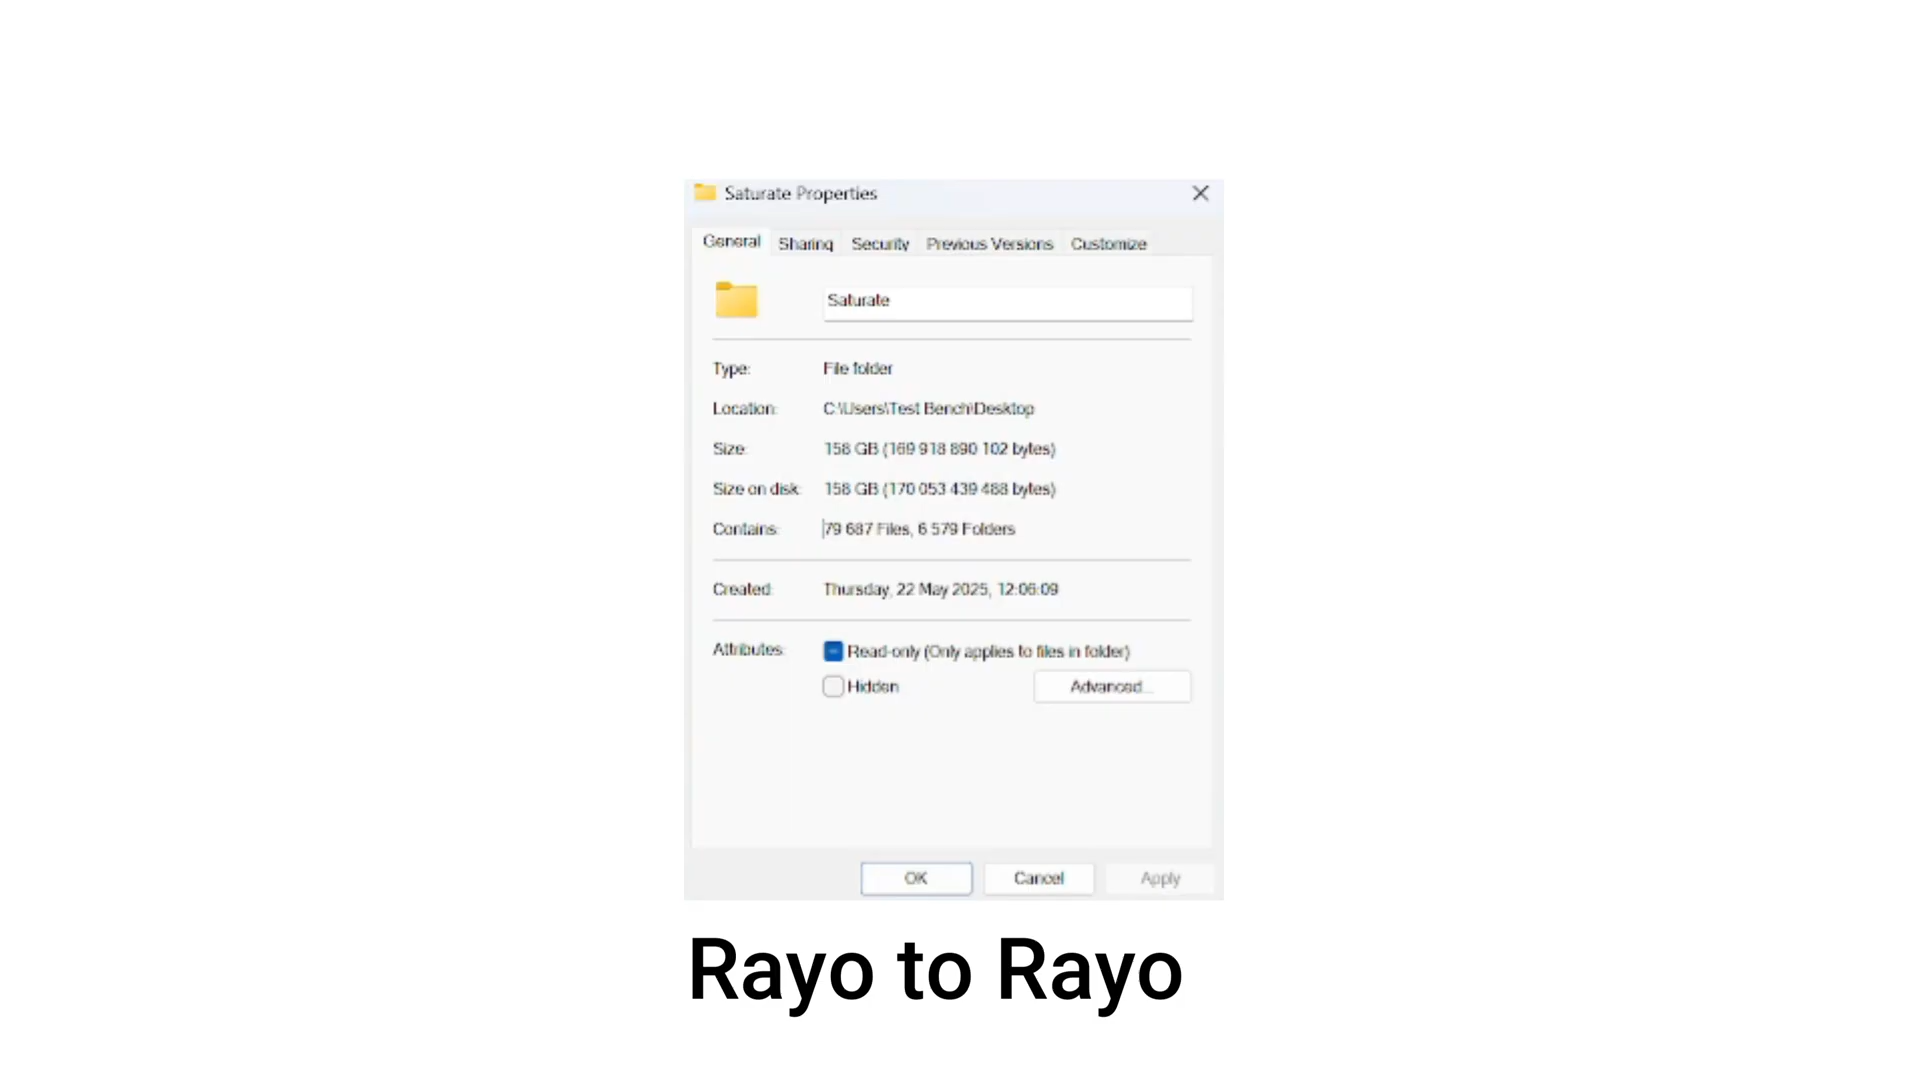 Saturate Properties
General Sharing Security Previous Versions Customize
Saturate
Type: File folder
Location: C:\Users\Test Bench\Desktop
Size: 158 GB (169 918 890 102 bytes)
Size on disk: 158 GB (170 053 439 488 bytes)
Contains: 79 687 Files, 6 579 Folders
Created: Thursday, 22 May 2025, 12:06:09
Attributes: Read-only (Only applies to files in folder)
Hidden Advanced...
OK Cancel Apply
Rayo to Rayo